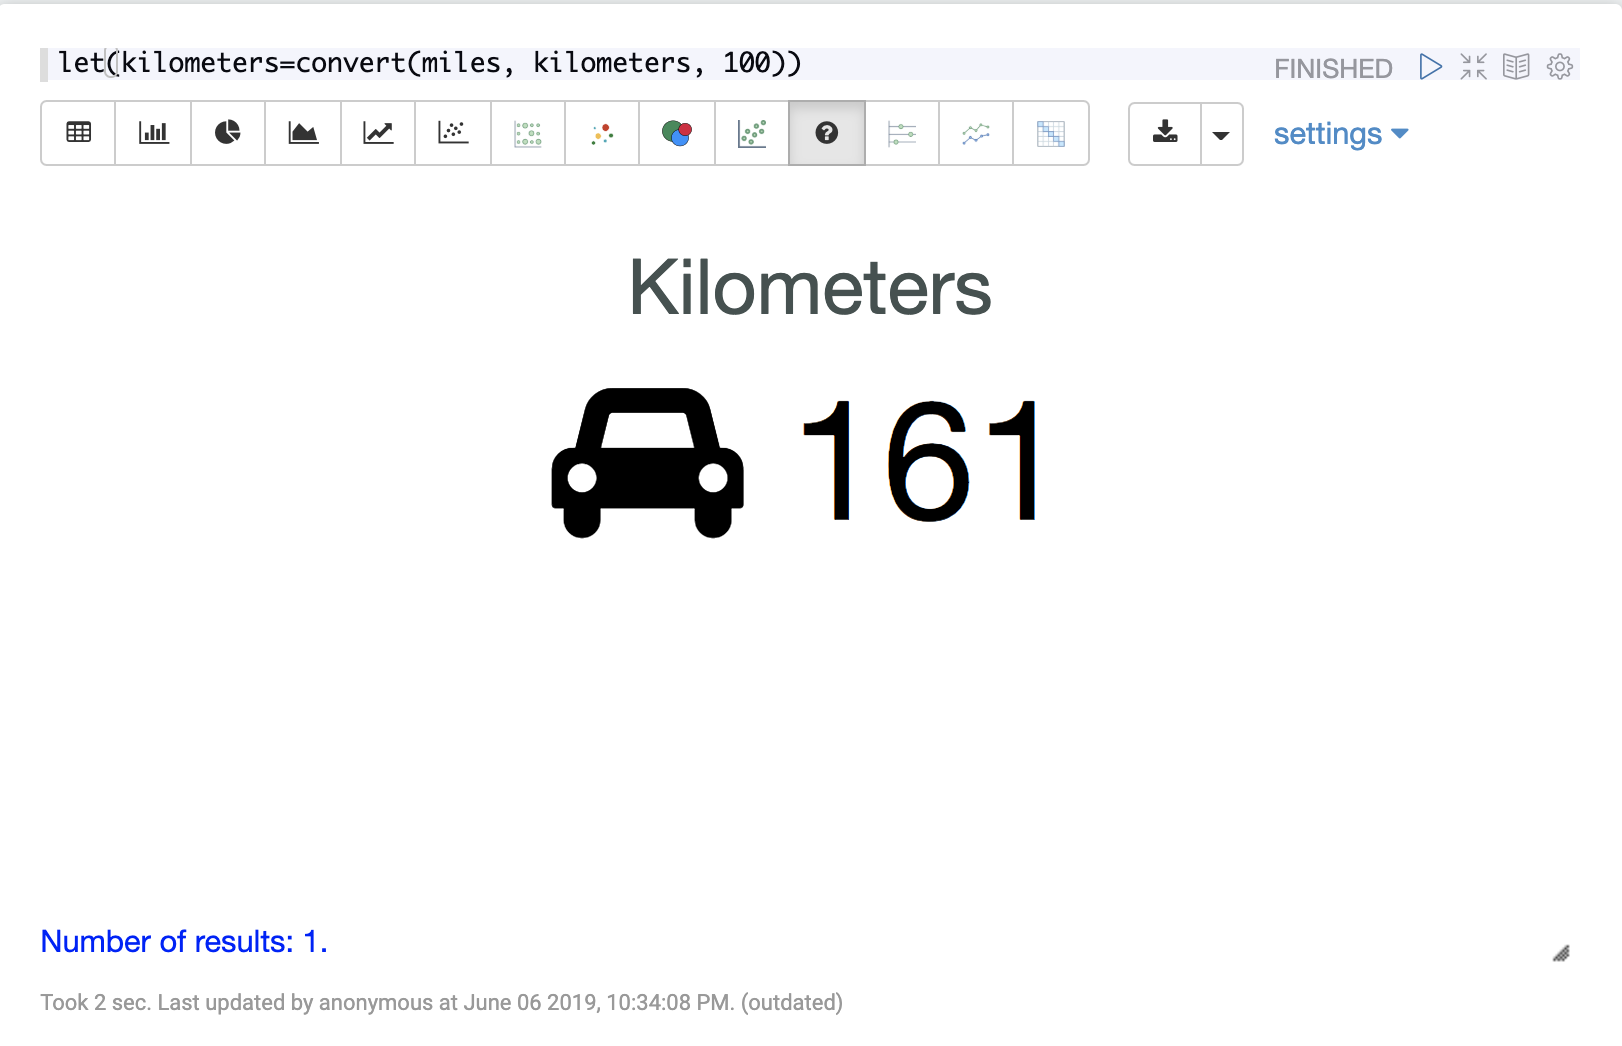 let(kilometers=convert(miles, kilometers, 100))
FINISHED
settings
Kilometers
161
Number of results: 1.
Took 2 sec. Last updated by anonymous at June 06 2019, 10:34:08 PM. (outdated)